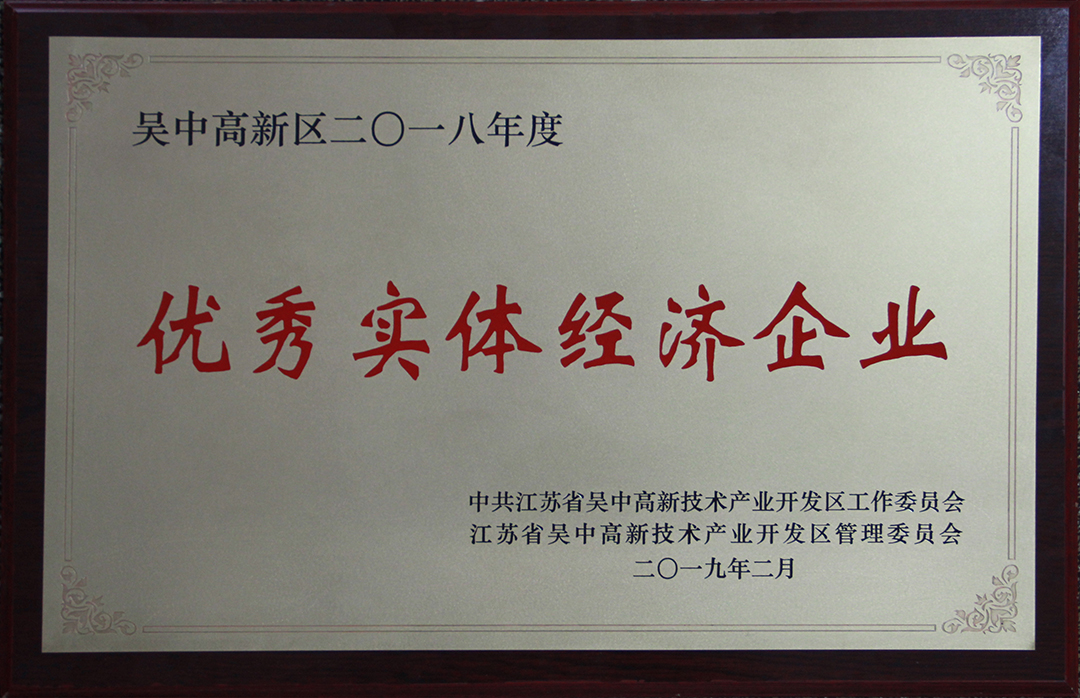 吴中高新区二〇一八年度
优秀实体经济企业
中共江苏省吴中高新技术产业开发区工作委员会
江苏省吴中高新技术产业开发区管理委员会
二〇一九年二月